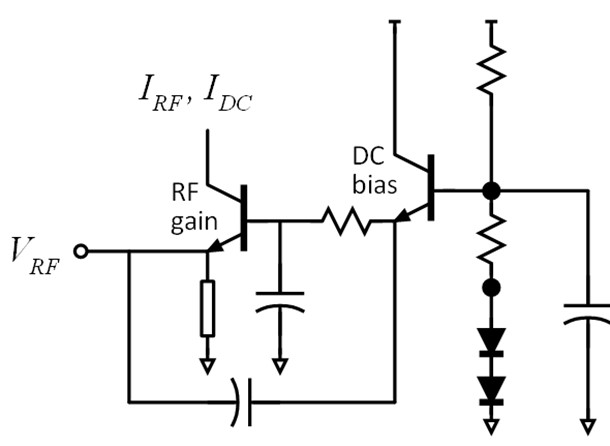 I_RF, I_DC
DC
bias
RF
gain
V_RF